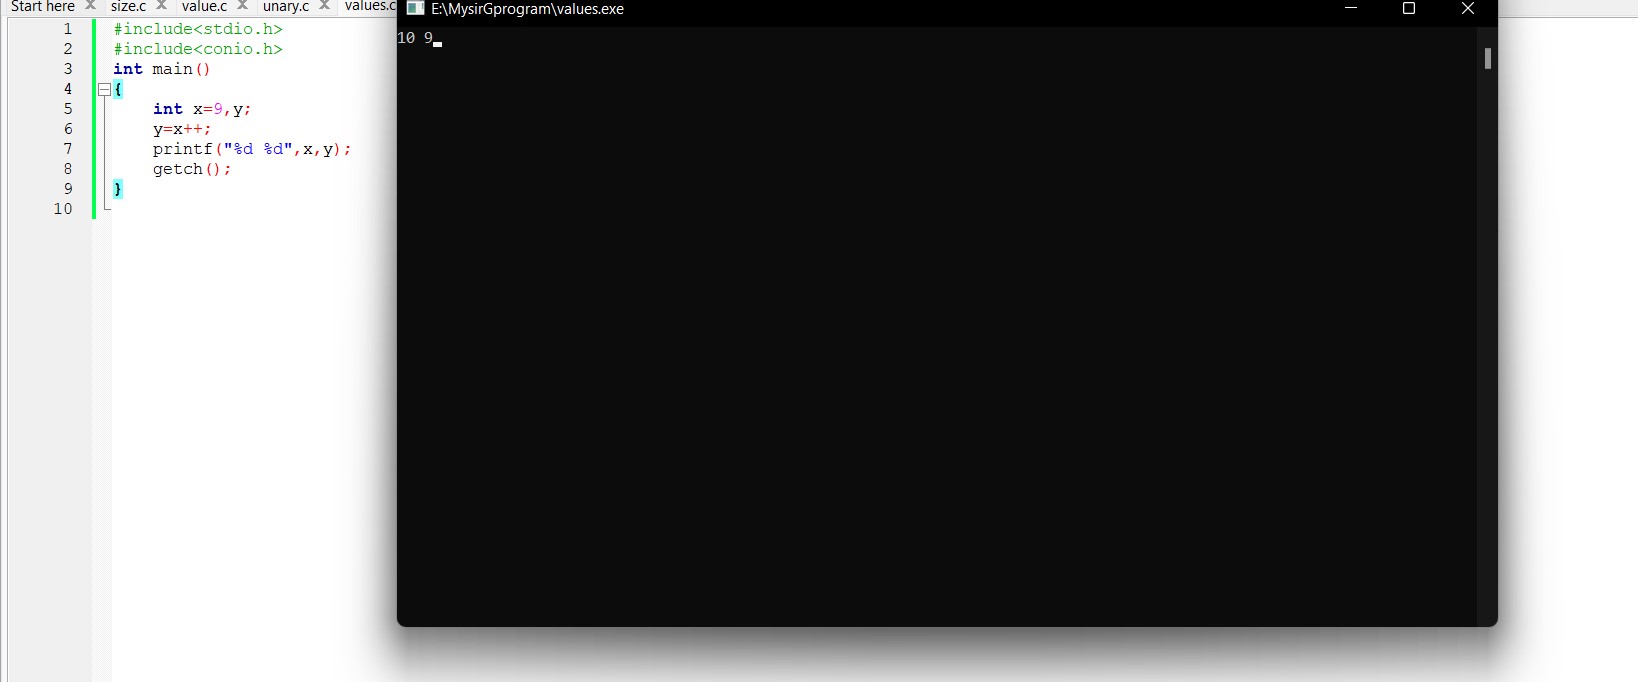 Start here size.c value.c unary.c values.c
E:\MysirGprogram\values.exe
1 #include<stdio.h>
2 #include<conio.h>
3 int main()
4 {
5 int x=9,y;
6 y=x++;
7 printf("%d %d",x,y);
8 getch();
9 }
10
10 9